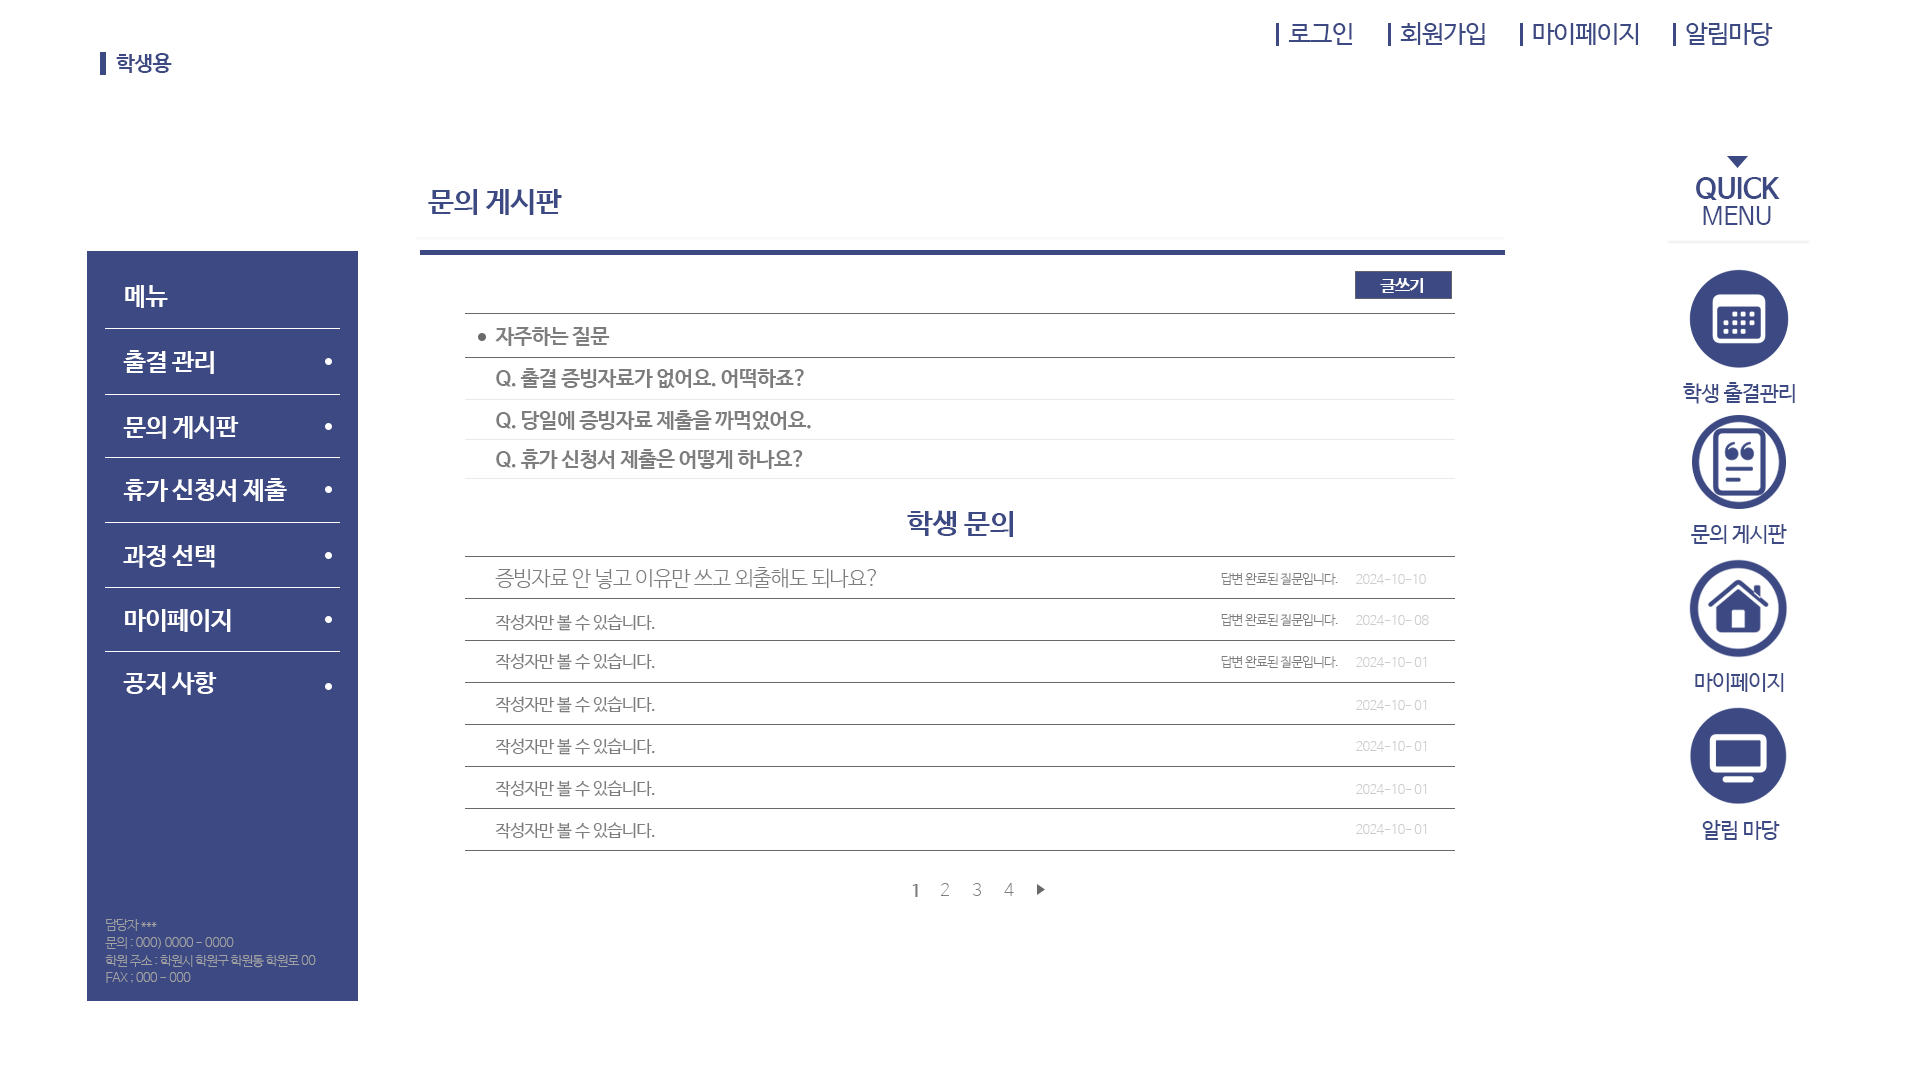 로그인
회원가입
마이페이지
알림마당
학생용
메뉴
출결 관리
문의 게시판
휴가 신청서 제출
과정 선택
마이페이지
공지 사항
담당자 ***
문의 : 000) 0000 - 0000
학원 주소 : 학원시 학원구 학원동 학원로 00
FAX ; 000 - 000
문의 게시판
글쓰기
자주하는 질문
Q. 출결 증빙자료가 없어요. 어떡하죠?
Q. 당일에 증빙자료 제출을 까먹었어요.
Q. 휴가 신청서 제출은 어떻게 하나요?
학생 문의
증빙자료 안 넣고 이유만 쓰고 외출해도 되나요? 답변 완료된 질문입니다. 2024-10-10
작성자만 볼 수 있습니다. 답변 완료된 질문입니다. 2024-10- 08
작성자만 볼 수 있습니다. 답변 완료된 질문입니다. 2024-10- 01
작성자만 볼 수 있습니다. 2024-10- 01
작성자만 볼 수 있습니다. 2024-10- 01
작성자만 볼 수 있습니다. 2024-10- 01
작성자만 볼 수 있습니다. 2024-10- 01
1 2 3 4
QUICK
MENU
학생 출결관리
문의 게시판
마이페이지
알림 마당